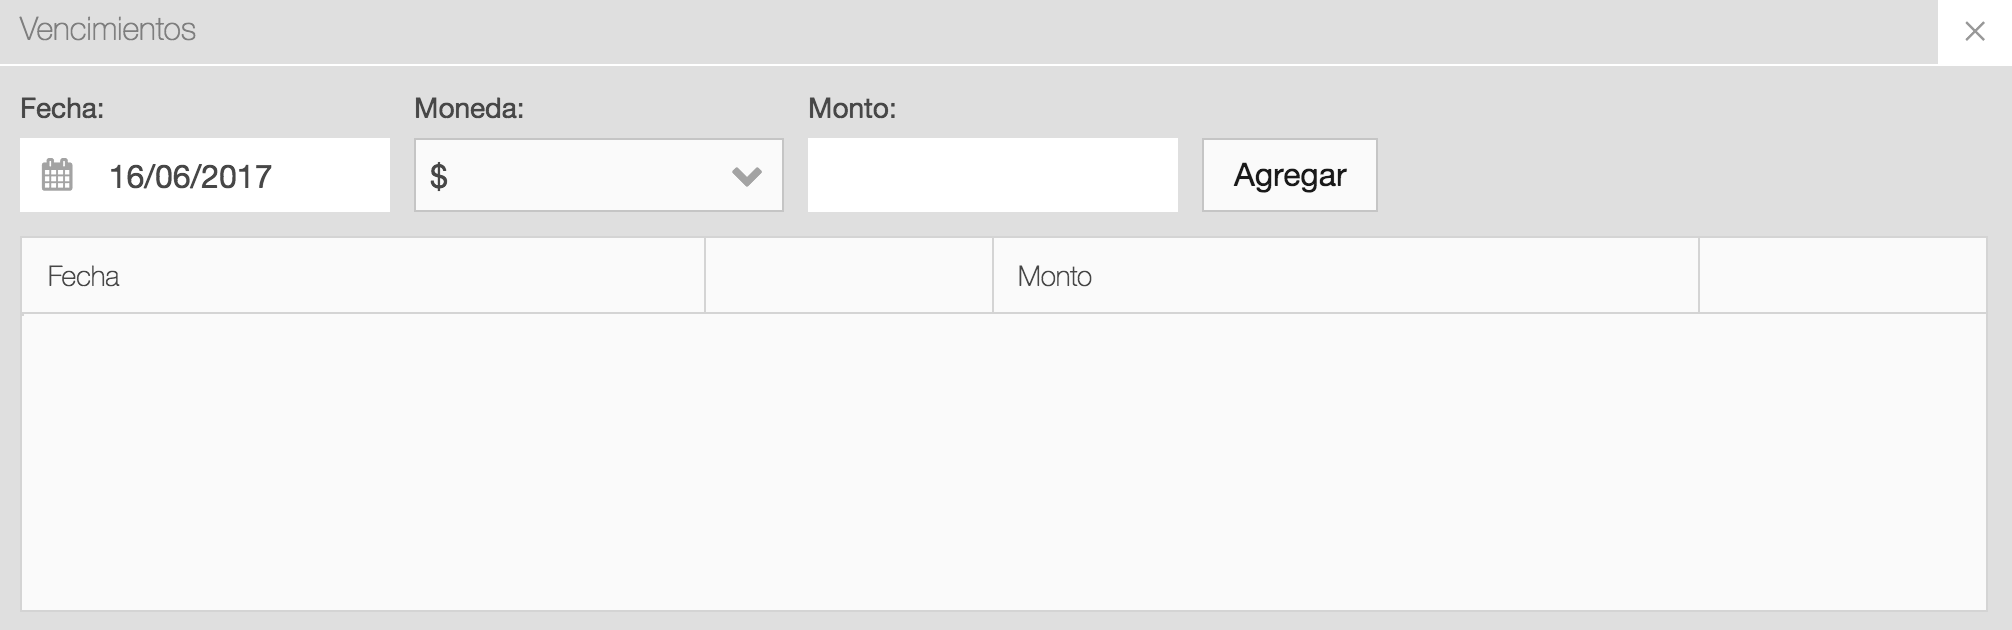 Vencimientos
Fecha: Moneda: Monto:
16/06/2017 $ Agregar
Fecha Monto